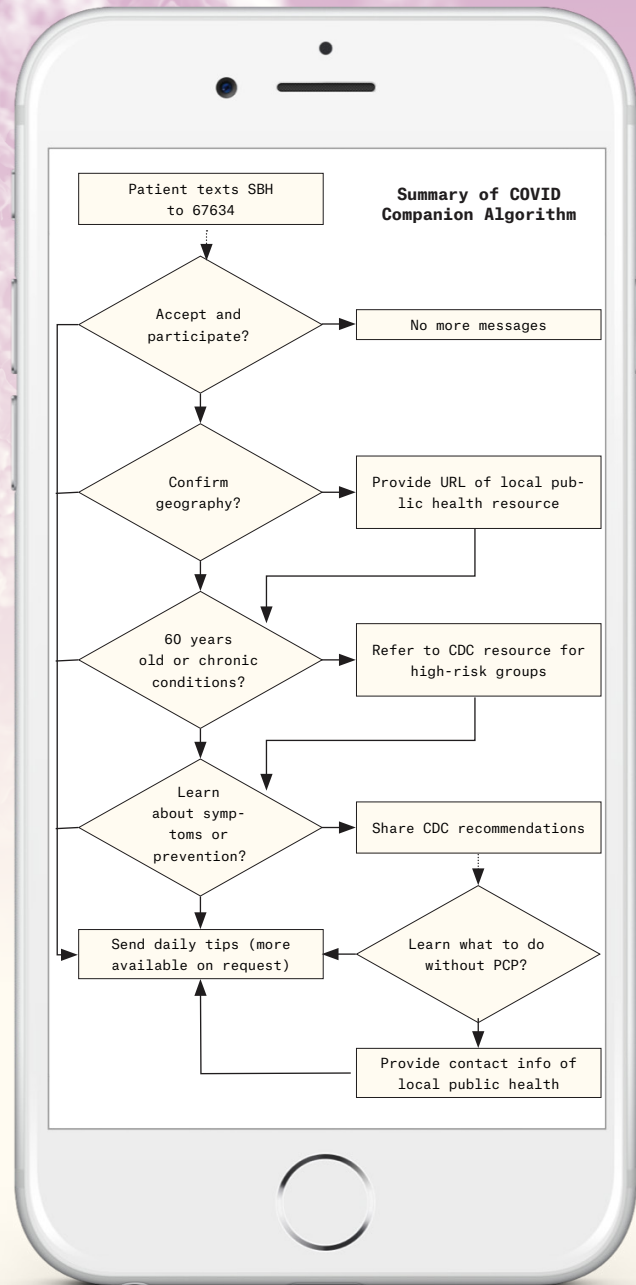 Patient texts SBH
to 67634
Summary of COVID
Companion Algorithm
Accept and
participate?
No more messages
Confirm
geography?
Provide URL of local pub-
lic health resource
60 years
old or chronic
conditions?
Refer to CDC resource for
high-risk groups
Learn
about symp-
toms or
prevention?
Share CDC recommendations
Send daily tips (more
available on request)
Learn what to do
without PCP?
Provide contact info of
local public health